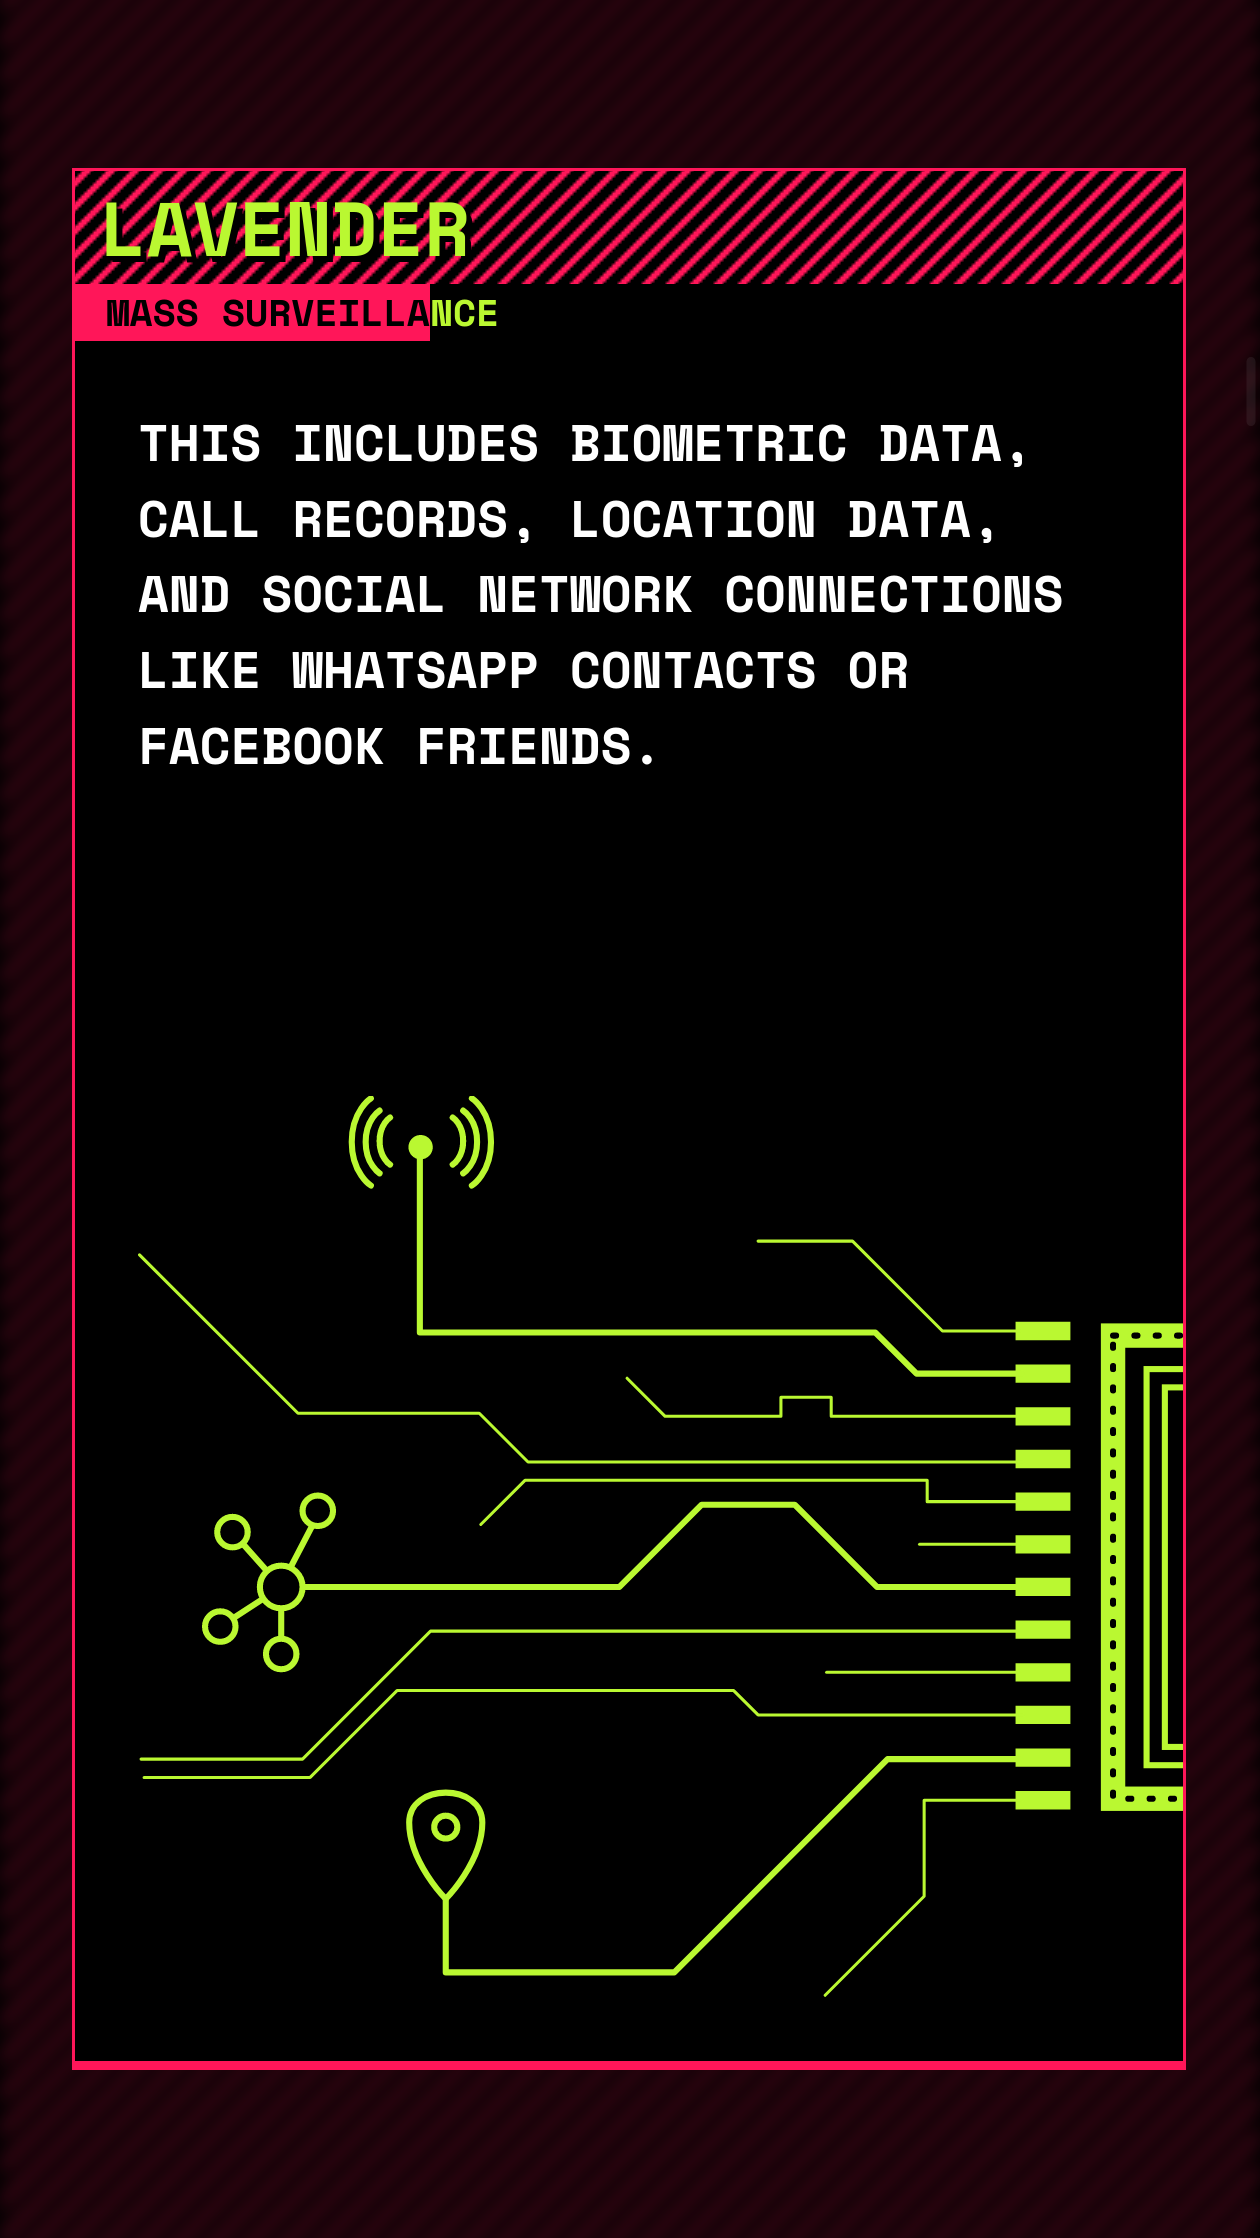 LAVENDER
MASS SURVEILLANCE
THIS INCLUDES BIOMETRIC DATA,
CALL RECORDS, LOCATION DATA,
AND SOCIAL NETWORK CONNECTIONS
LIKE WHATSAPP CONTACTS OR
FACEBOOK FRIENDS.